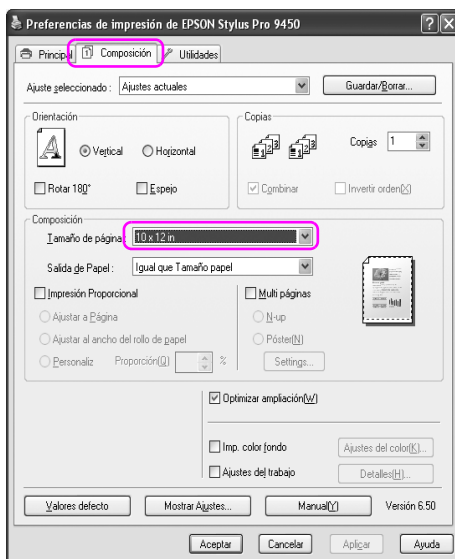 Preferencias de impresión de EPSON Stylus Pro 9450
Principal Composición Utilidades
Ajuste seleccionado : Ajustes actuales Guardar/Borrar...
Orientación Copias
Vertical Horizontal Copias 1
Rotar 180° Espejo Combinar Invertir orden(X)
Composición
Tamaño de página: 10 x 12 in
Salida de Papel : Igual que Tamaño papel
Impresión Proporcional Multi páginas
Ajustar a Página N-up
Ajustar al ancho del rollo de papel Póster(N)
Personaliz Proporción(Q) % Settings...
Optimizar ampliación(W)
Imp. color fondo Ajustes del color(K)...
Ajustes del trabajo Detalles(H)...
Valores defecto Mostrar Ajustes... Manual(Y) Versión 6.50
Aceptar Cancelar Aplicar Ayuda